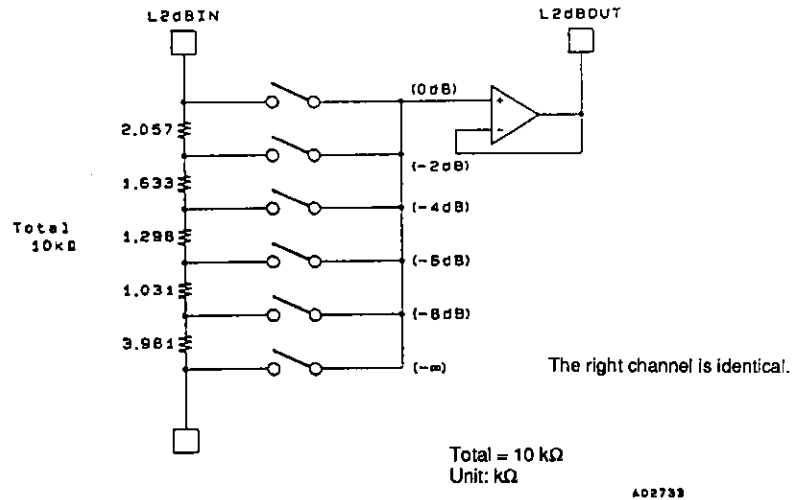 L2dBIN
L2dBOUT
(0dB)
+
-
2.057
(-2dB)
1.633
(-4dB)
Total
10kΩ
1.298
(-6dB)
1.031
(-8dB)
3.981
(-∞)
The right channel is identical.
Total = 10 kΩ
Unit: kΩ
A02733